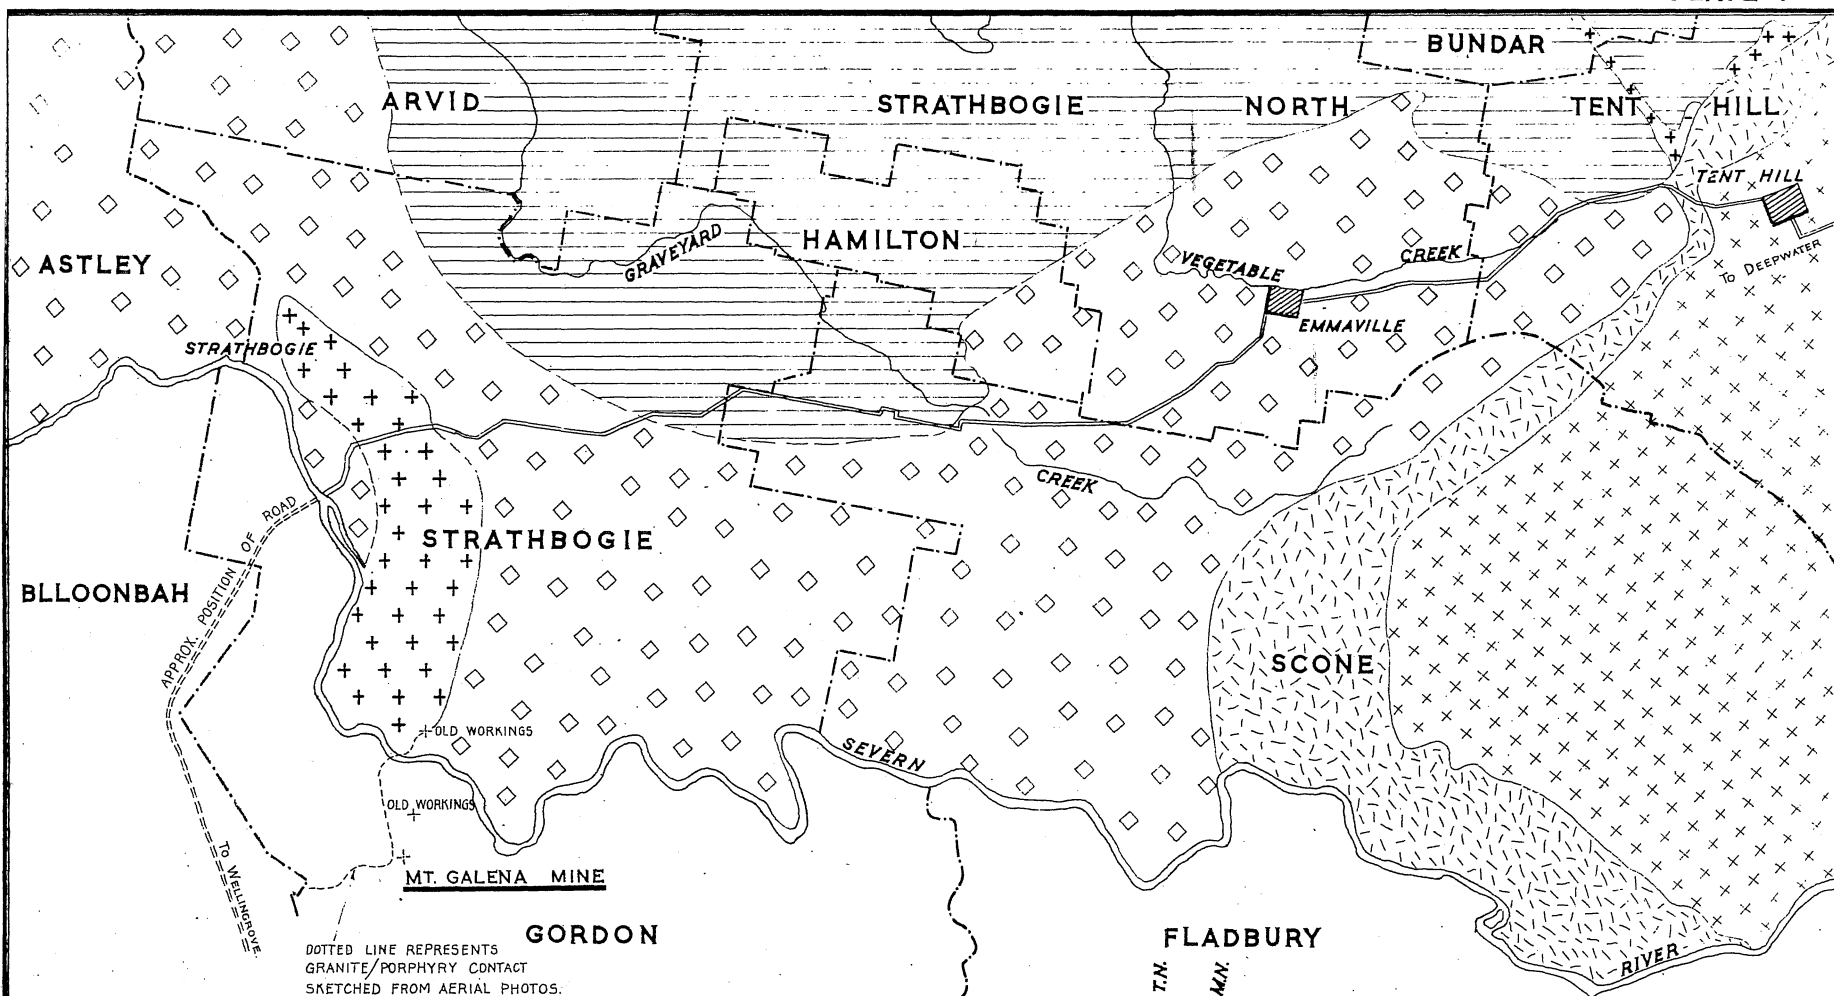 BUNDAR
ARVID
STRATHBOGIE NORTH
TENT HILL
TENT HILL
HAMILTON
GRAVEYARD
VEGETABLE
CREEK
TO DEEPWATER
ASTLEY
EMMAVILLE
STRATHBOGIE
CREEK
APPROX. POSITION OF ROAD
STRATHBOGIE
BLLOONBAH
SCONE
OLD WORKINGS
SEVERN
OLD WORKINGS
TO WELLINGROVE
MT. GALENA MINE
GORDON
FLADBURY
DOTTED LINE REPRESENTS
GRANITE/PORPHYRY CONTACT
SKETCHED FROM AERIAL PHOTOS.
T.N.
M.N.
RIVER